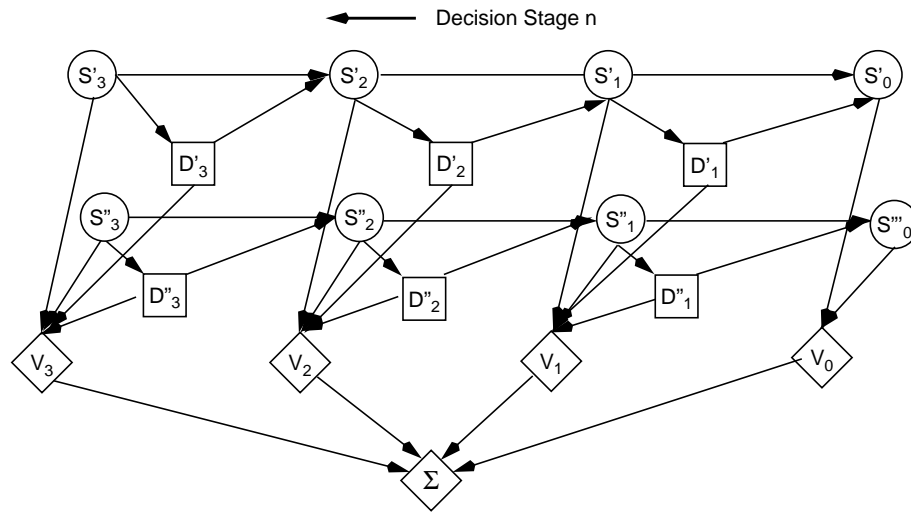 Decision Stage n
S'3 S'2 S'1 S'0
D'3 D'2 D'1
S"3 S"2 S"1 S"'0
D"3 D"2 D"1
V3 V2 V1 V0
Σ